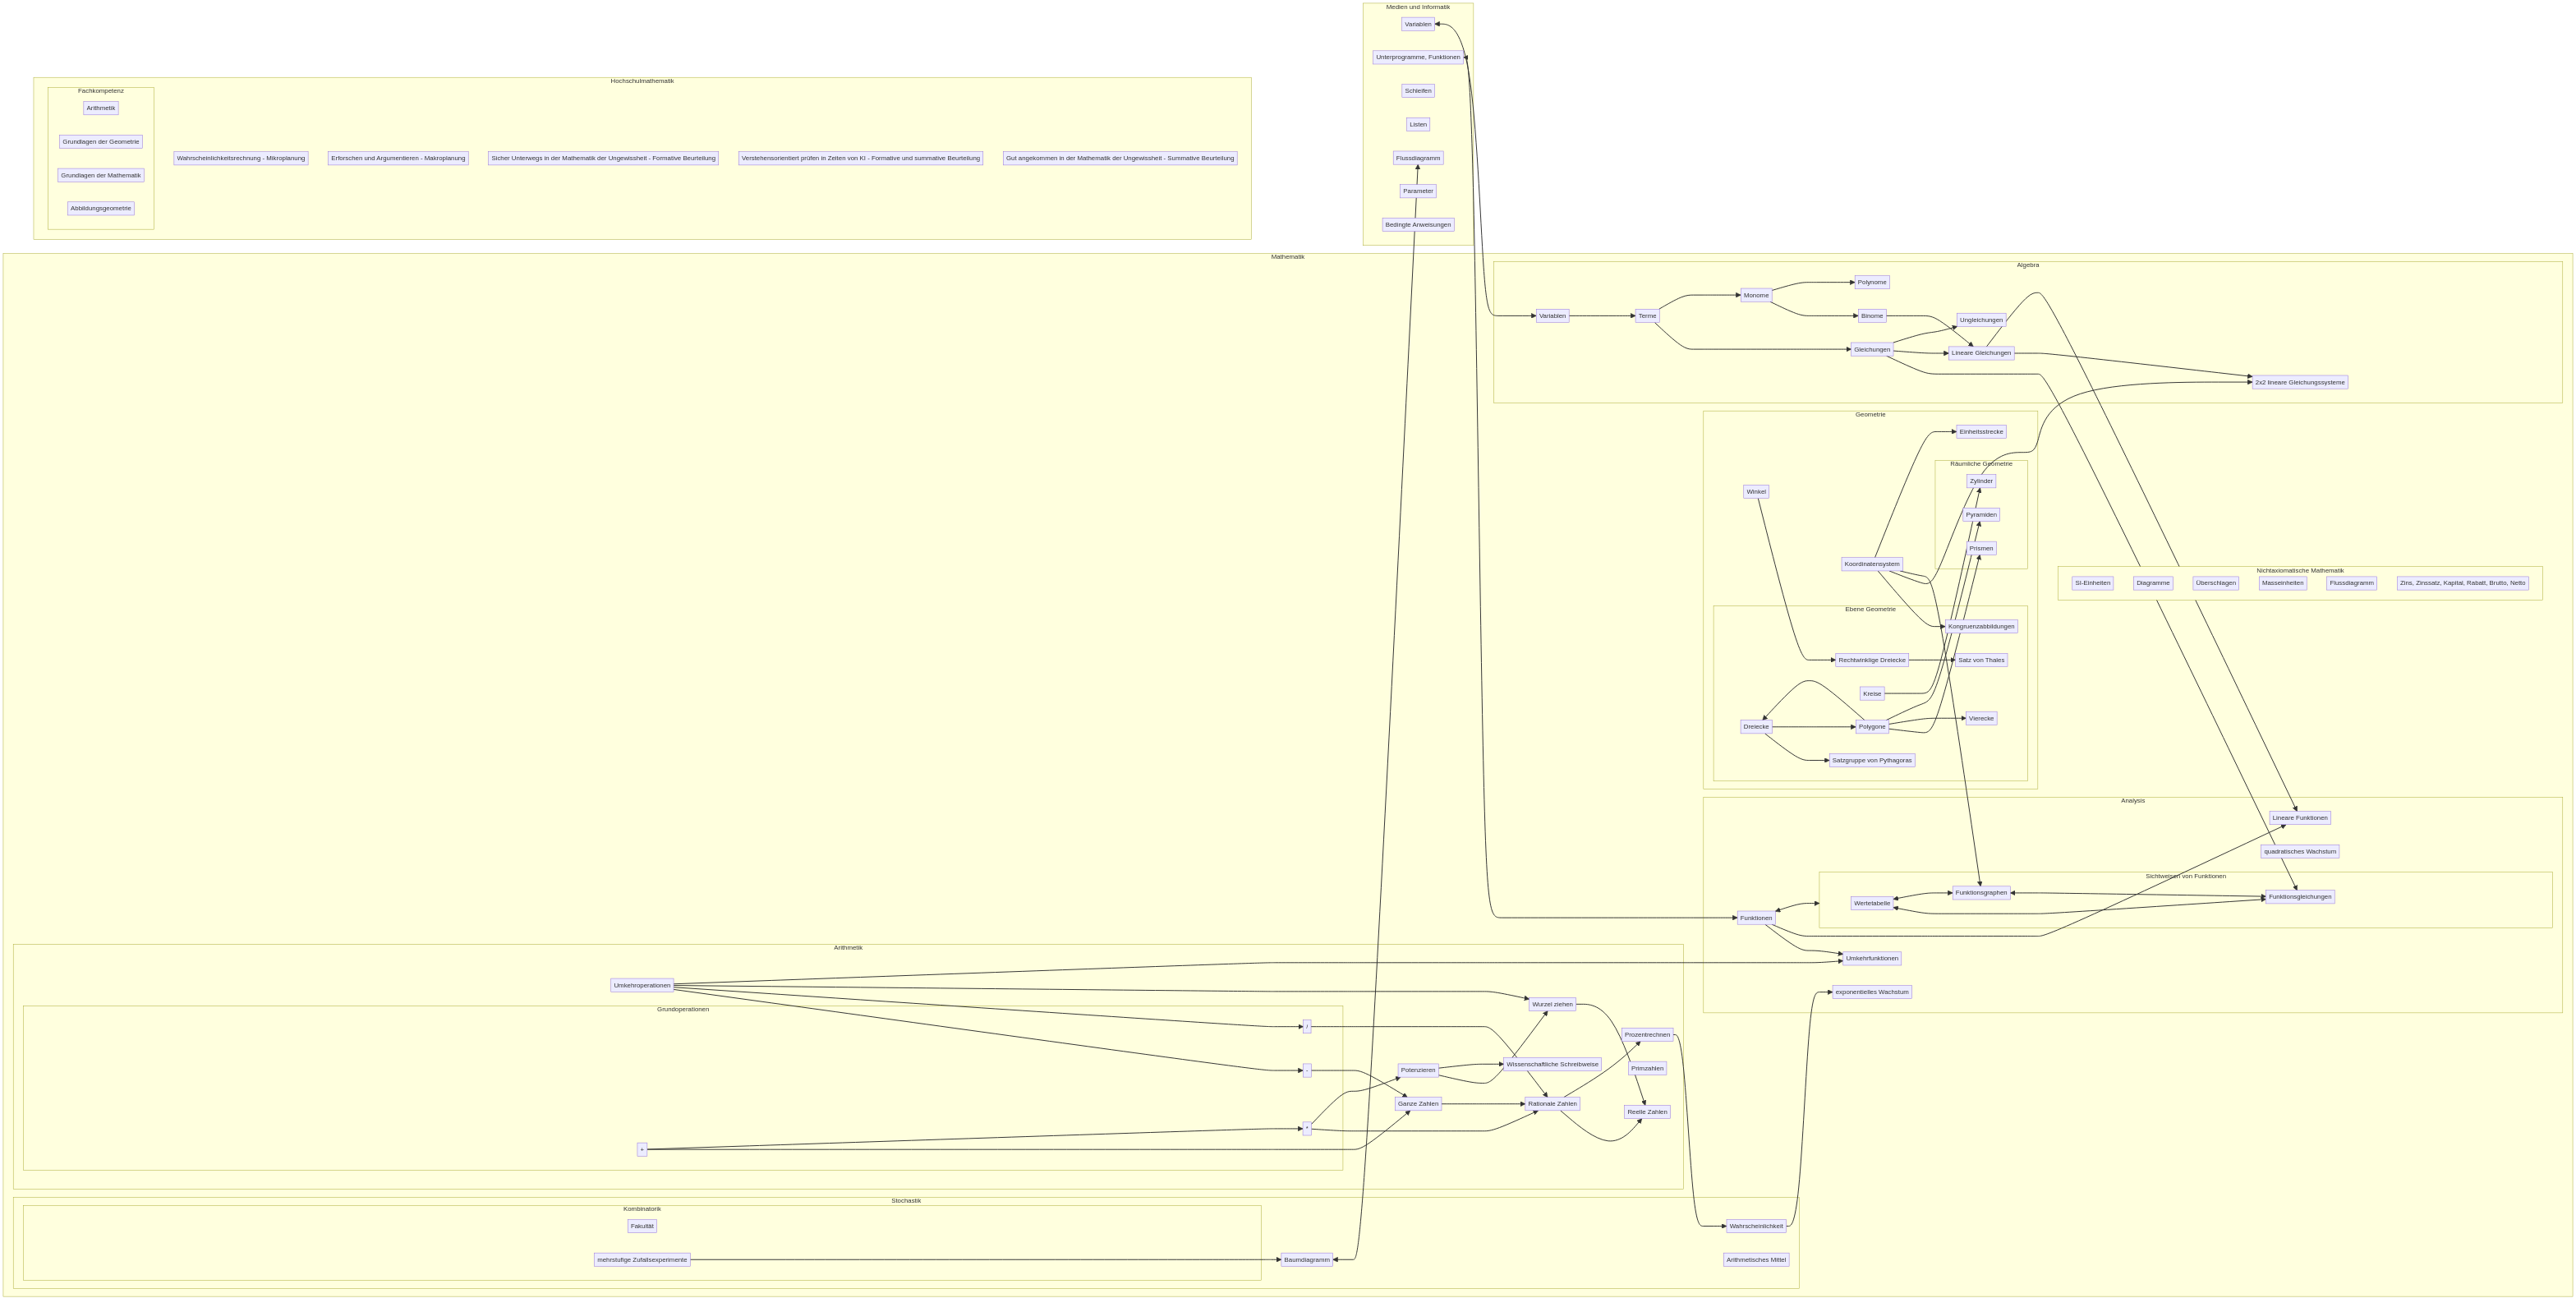 Medien und Informatik
Variablen
Unterprogramme, Funktionen
Schleifen
Listen
Flussdiagramm
Parameter
Bedingte Anweisungen
Hochschulmathematik
Fachkompetenz
Arithmetik
Grundlagen der Geometrie
Grundlagen der Mathematik
Abbildungsgeometrie
Wahrscheinlichkeitsrechnung - Mikroplanung
Erforschen und Argumentieren - Makroplanung
Sicher Unterwegs in der Mathematik der Ungewissheit - Formative Beurteilung
Verstehensorientiert prüfen in Zeiten von KI - Formative und summative Beurteilung
Gut angekommen in der Mathematik der Ungewissheit - Summative Beurteilung
Mathematik
Algebra
Variablen
Terme
Monome
Polynome
Binome
Gleichungen
Ungleichungen
Lineare Gleichungen
2x2 lineare Gleichungssysteme
Geometrie
Einheitsstrecke
Räumliche Geometrie
Zylinder
Pyramiden
Prismen
Winkel
Koordinatensystem
Ebene Geometrie
Kongruenzabbildungen
Rechtwinklige Dreiecke
Satz von Thales
Kreise
Dreiecke
Polygone
Vierecke
Satzgruppe von Pythagoras
Nichtaxiomatische Mathematik
SI-Einheiten
Diagramme
Überschlagen
Masseinheiten
Flussdiagramm
Zins, Zinssatz, Kapital, Rabatt, Brutto, Netto
Analysis
Lineare Funktionen
quadratisches Wachstum
Sichtweisen von Funktionen
Wertetabelle
Funktionsgraphen
Funktionsgleichungen
Funktionen
Umkehrfunktionen
exponentielles Wachstum
Arithmetik
Umkehroperationen
Grundoperationen
/
-
*
+
Wurzel ziehen
Potenzieren
Wissenschaftliche Schreibweise
Prozentrechnen
Primzahlen
Ganze Zahlen
Rationale Zahlen
Reelle Zahlen
Stochastik
Kombinatorik
Fakultät
mehrstufige Zufallsexperimente
Baumdiagramm
Wahrscheinlichkeit
Arithmetisches Mittel